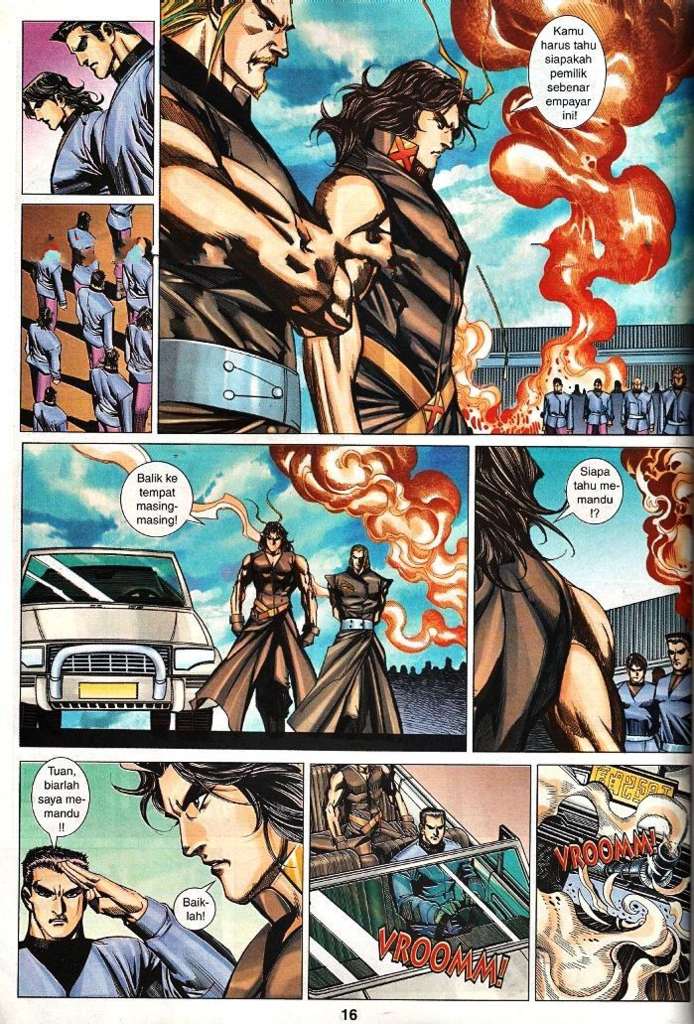 Kamu
harus tahu
siapakah
pemilik
sebenar
empayar
ini!
Balik ke
tempat
masing-
masing!
Siapa
tahu me-
mandu
!?
Tuan,
biarlah
saya me-
mandu
!!
Baik-
lah!
VROOMM!
VROOMM!
16